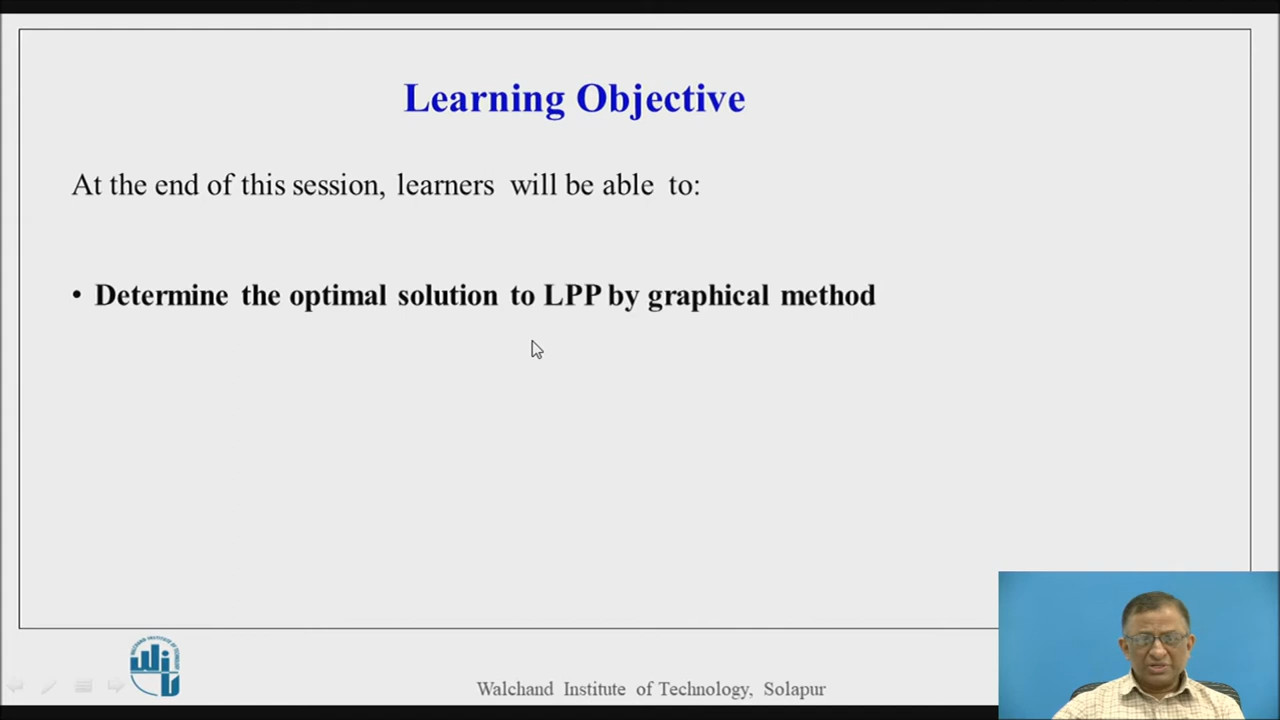 Learning Objective
At the end of this session, learners will be able to:
• Determine the optimal solution to LPP by graphical method
Walchand Institute of Technology, Solapur